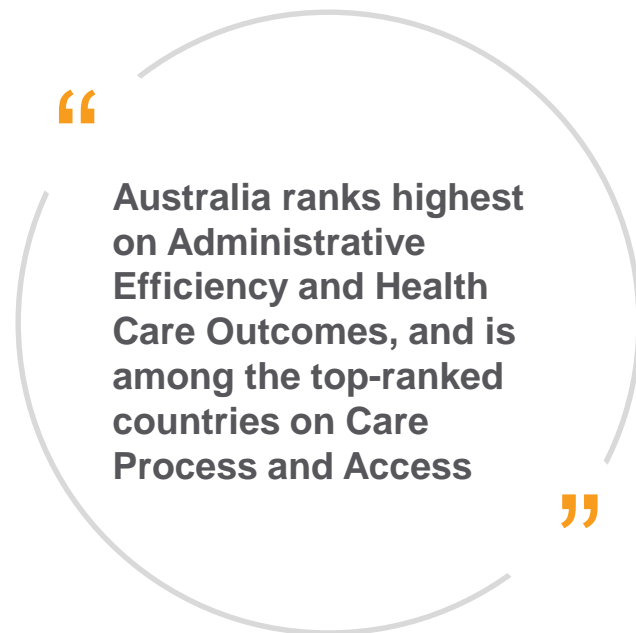 “
Australia ranks highest
on Administrative
Efficiency and Health
Care Outcomes, and is
among the top-ranked
countries on Care
Process and Access
”